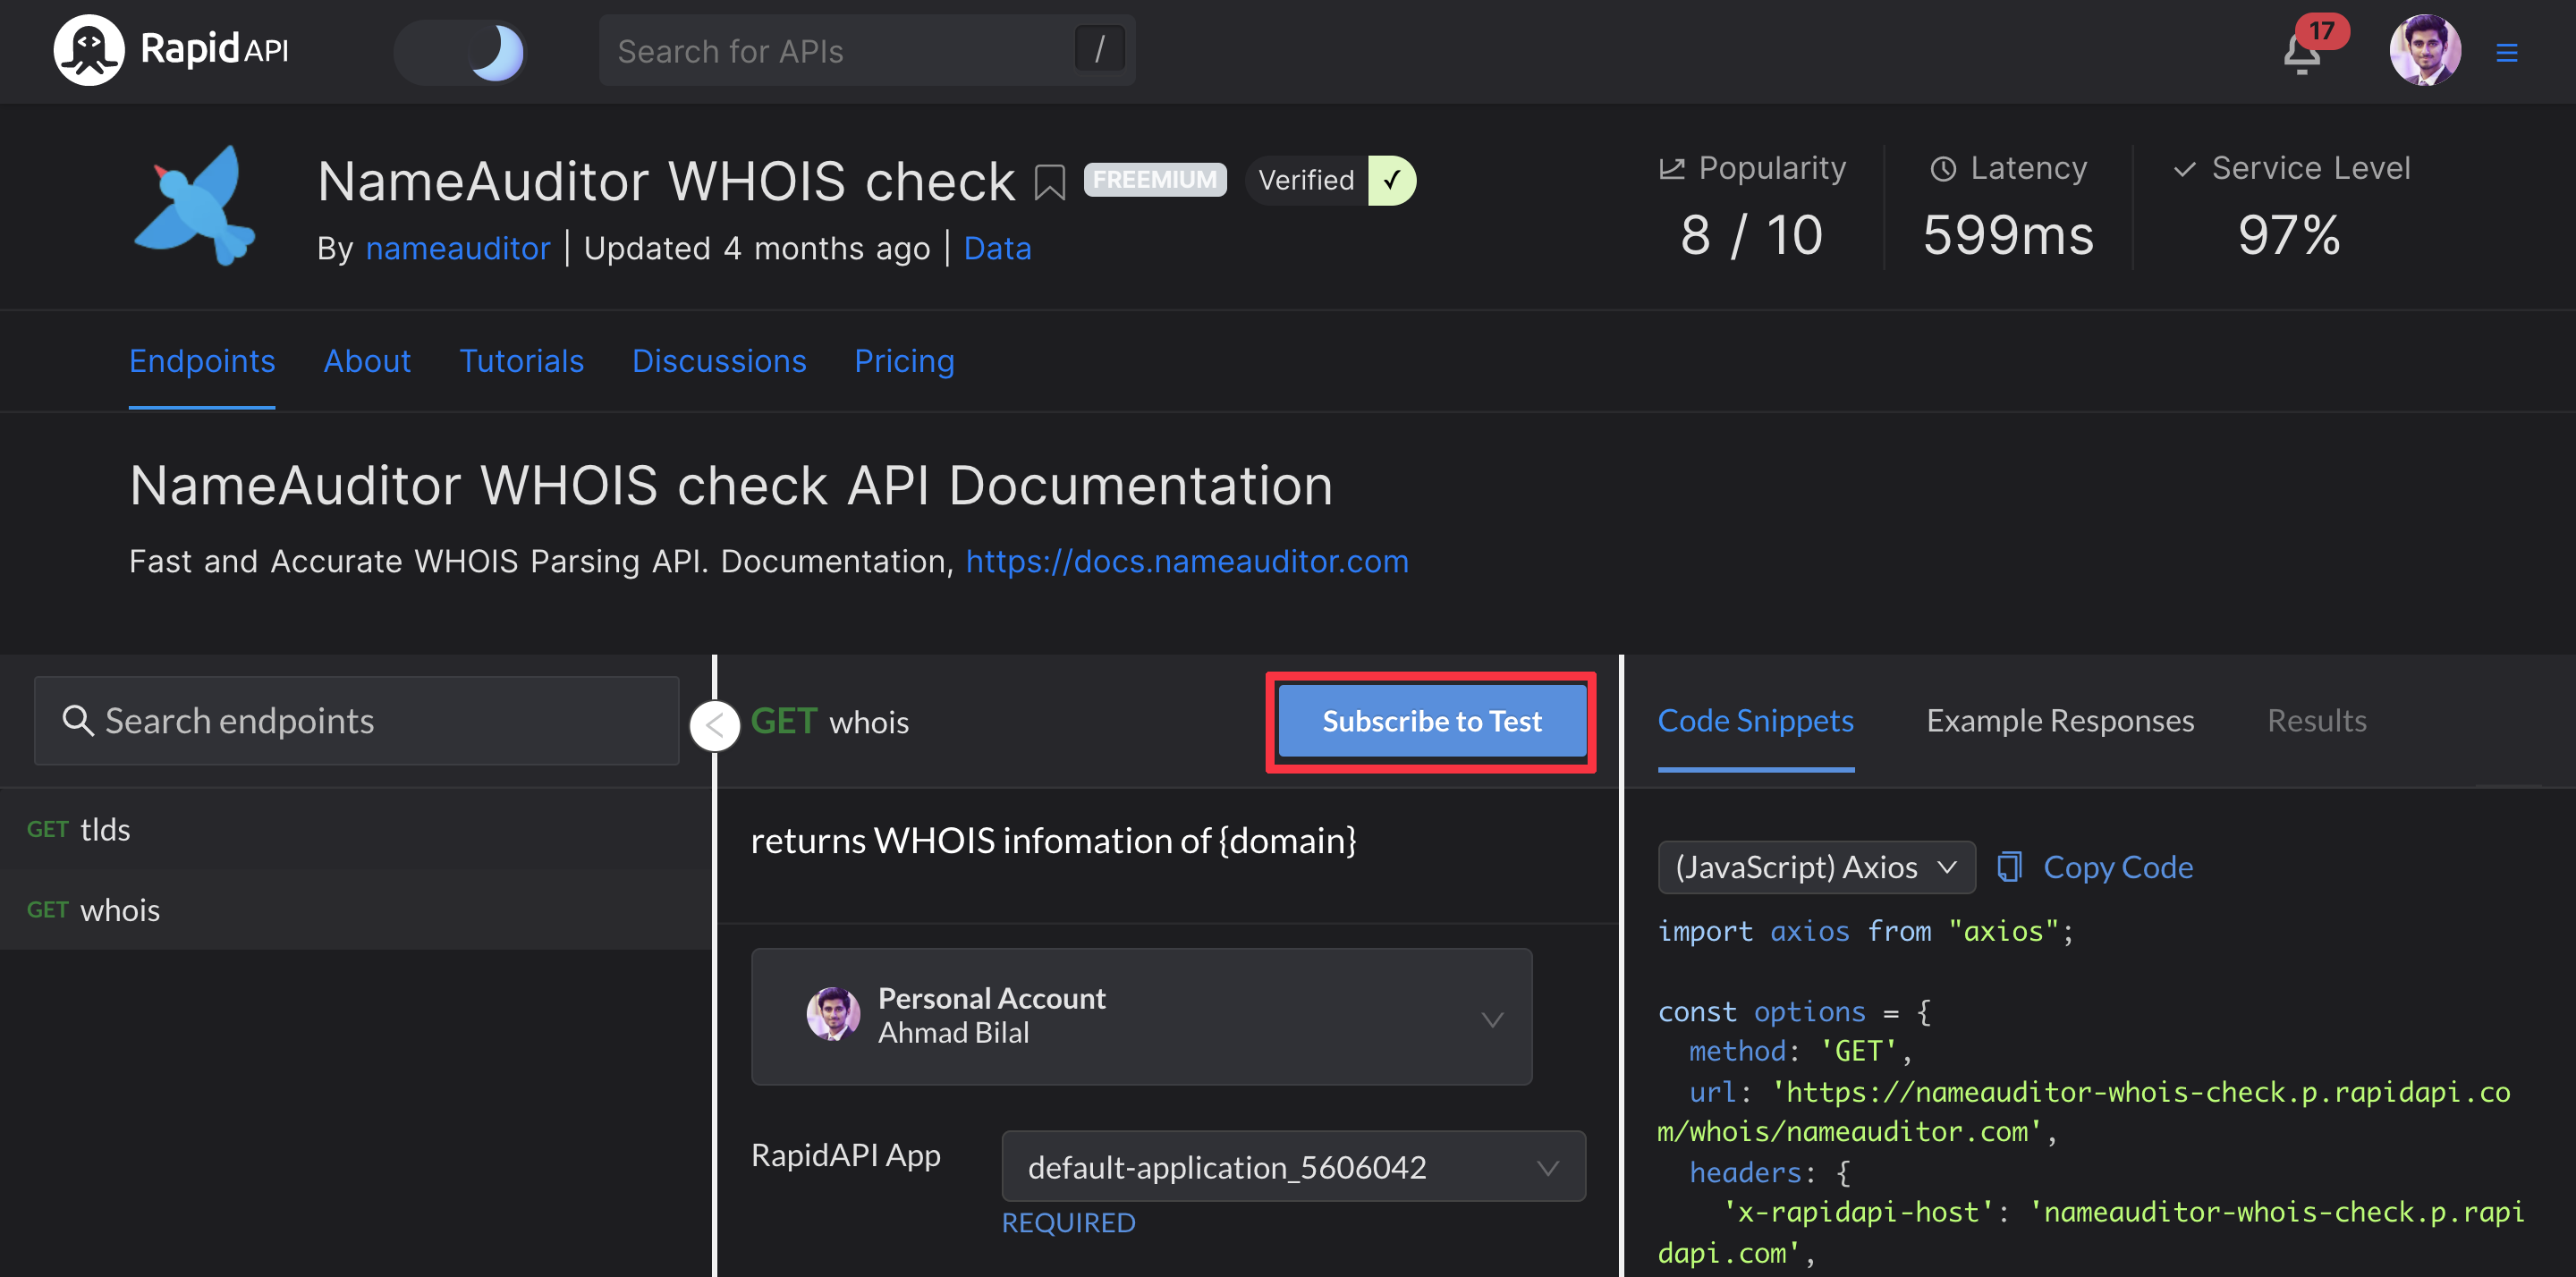 RapidAPI
Search for APIs
/
17
NameAuditor WHOIS check
FREEMIUM
Verified ✓
By nameauditor | Updated 4 months ago | Data
Popularity
8 / 10
Latency
599ms
Service Level
97%
Endpoints
About
Tutorials
Discussions
Pricing
NameAuditor WHOIS check API Documentation
Fast and Accurate WHOIS Parsing API. Documentation, https://docs.nameauditor.com
Search endpoints
GET tlds
GET whois
GET whois
Subscribe to Test
returns WHOIS infomation of {domain}
Personal Account
Ahmad Bilal
RapidAPI App
default-application_5606042
REQUIRED
Code Snippets
Example Responses
Results
(JavaScript) Axios
Copy Code
import axios from "axios";
const options = {
method: 'GET',
url: 'https://nameauditor-whois-check.p.rapidapi.co
m/whois/nameauditor.com',
headers: {
'x-rapidapi-host': 'nameauditor-whois-check.p.rapi
dapi.com',